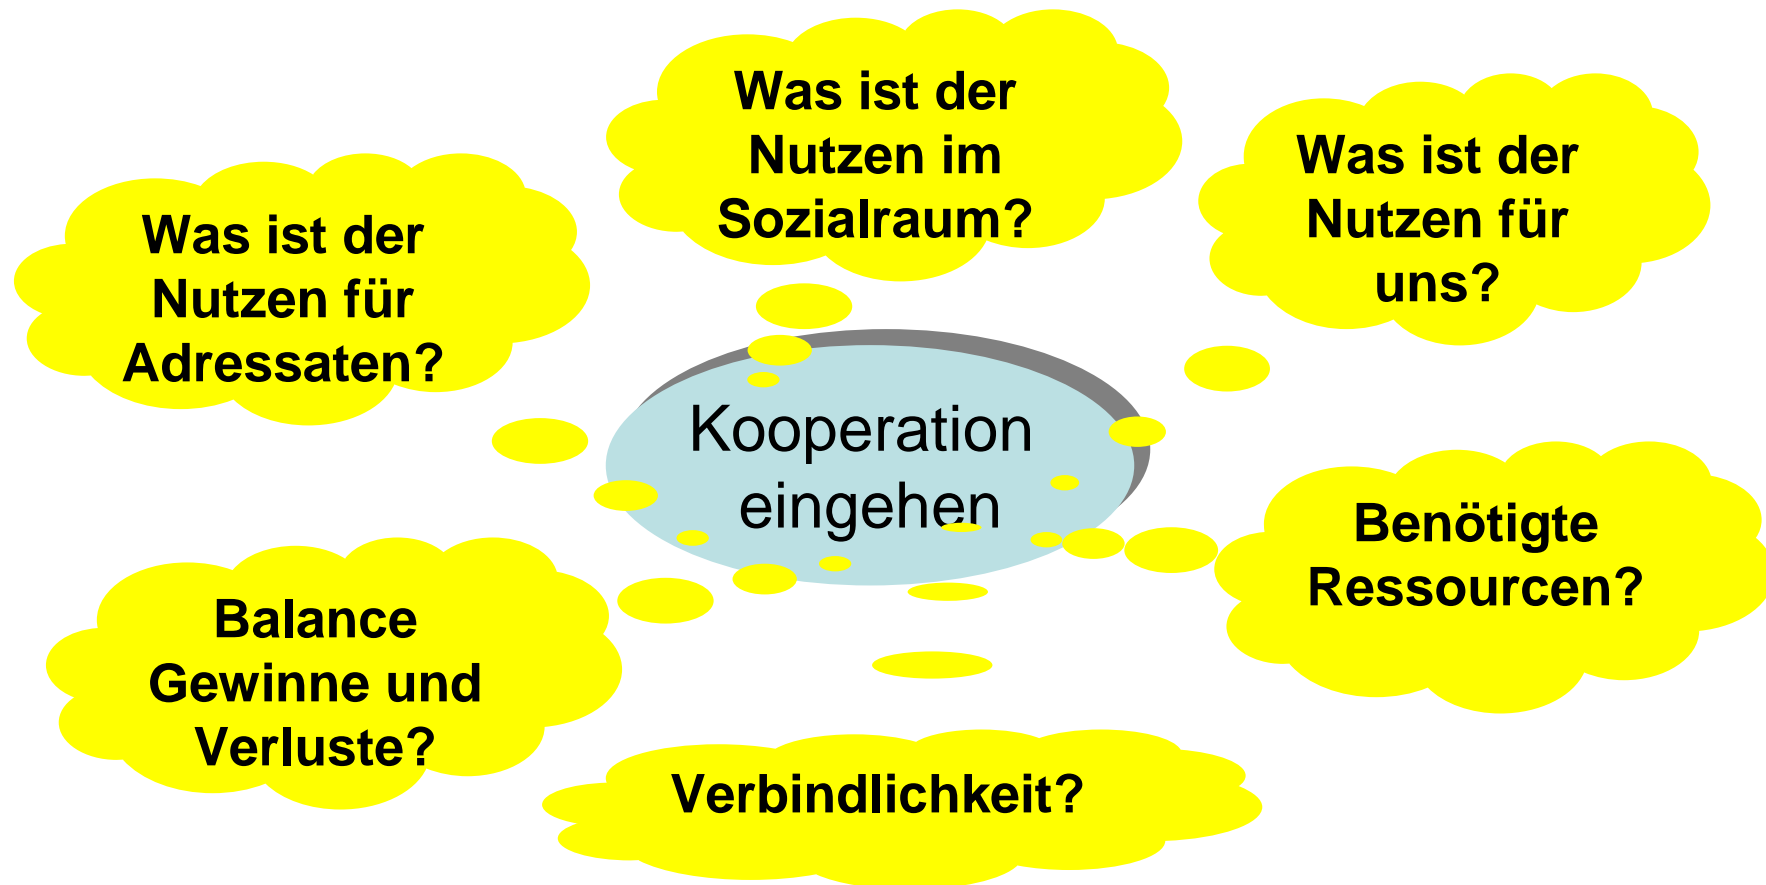 Was ist der
Nutzen im
Sozialraum?
Was ist der
Nutzen für
uns?
Was ist der
Nutzen für
Adressaten?
Kooperation
eingehen
Benötigte
Ressourcen?
Balance
Gewinne und
Verluste?
Verbindlichkeit?